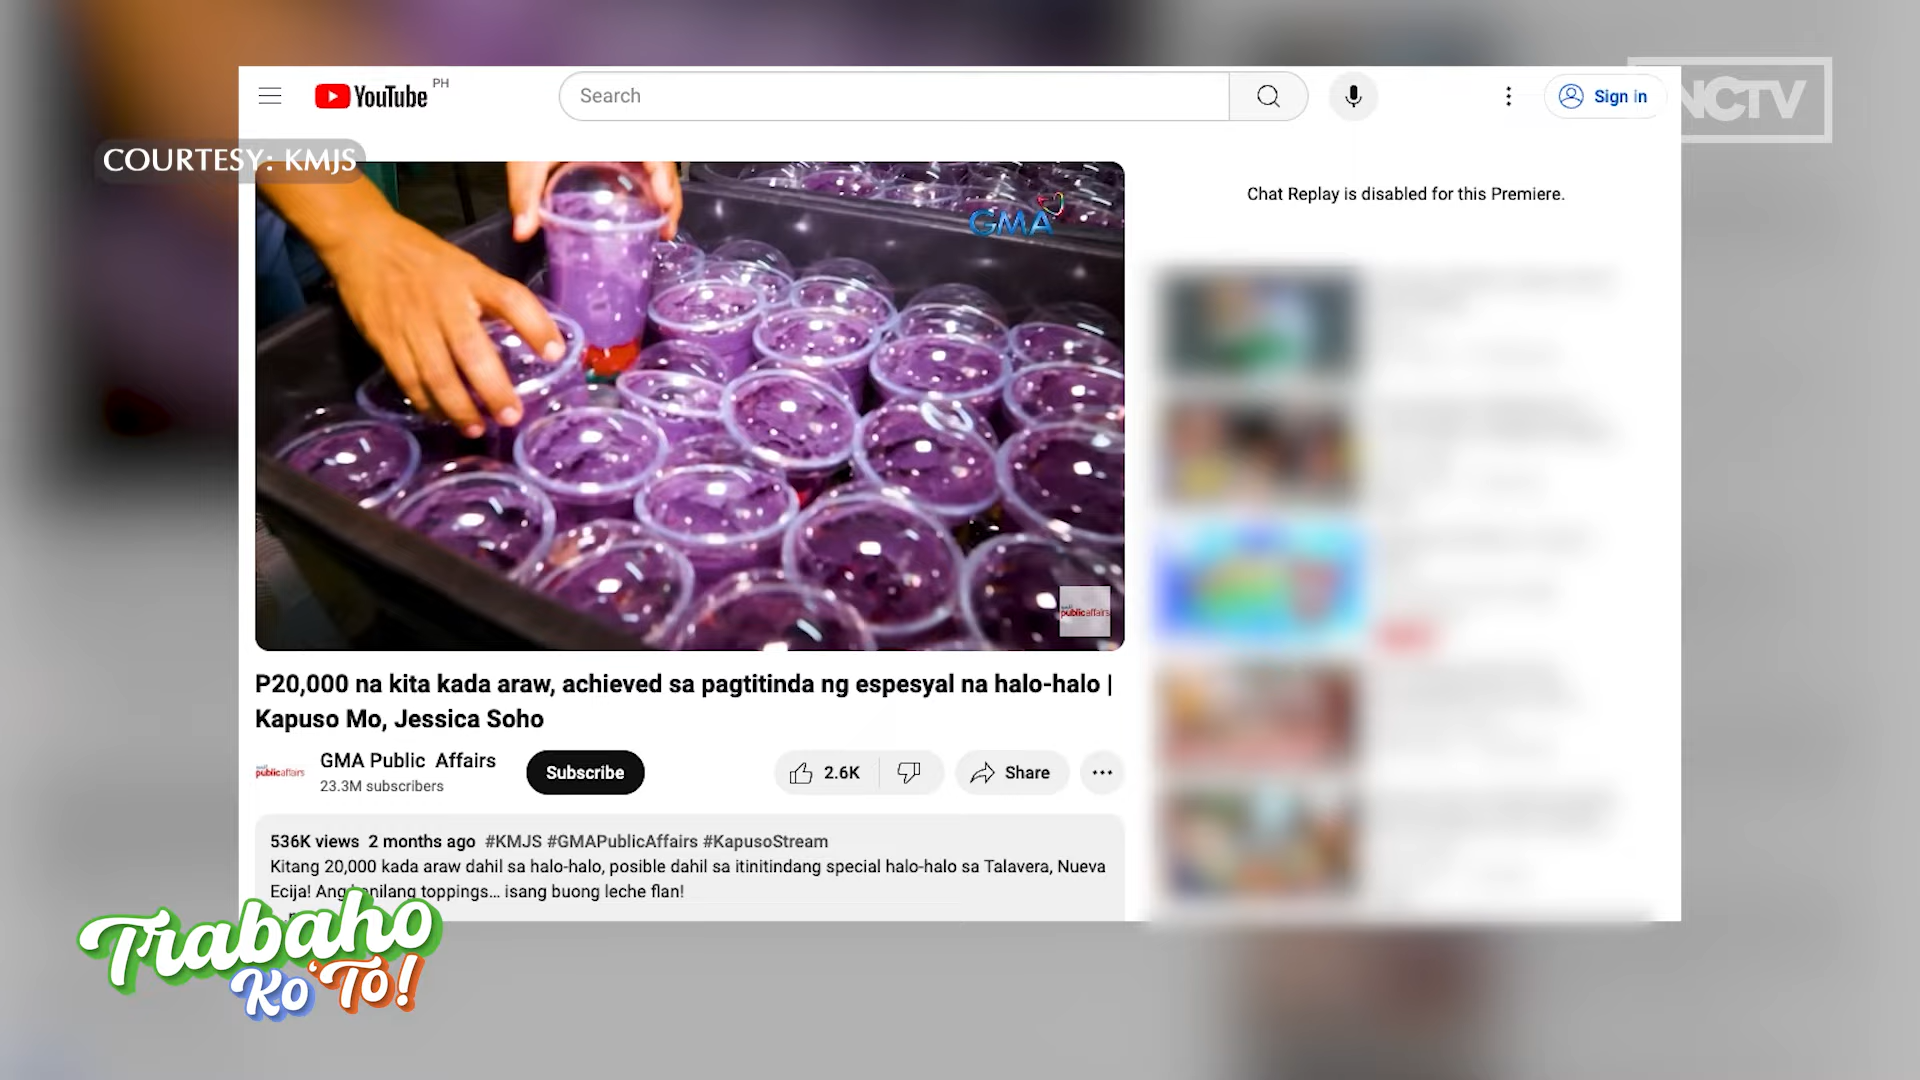 YouTube PH
Search
Sign in
NCTV
COURTESY: KMJS
GMA
publicaffairs
Chat Replay is disabled for this Premiere.
P20,000 na kita kada araw, achieved sa pagtitinda ng espesyal na halo-halo |
Kapuso Mo, Jessica Soho
publicaffairs
GMA Public Affairs
23.3M subscribers
Subscribe
2.6K
Share
536K views 2 months ago #KMJS #GMAPublicAffairs #KapusoStream
Kitang 20,000 kada araw dahil sa halo-halo, posible dahil sa itinitindang special halo-halo sa Talavera, Nueva
Ecija! Ang kanilang toppings... isang buong leche flan!
Trabaho
Ko 'To!